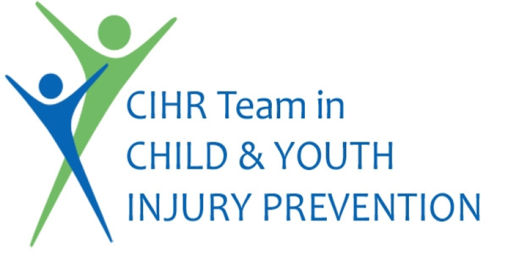 CIHR Team in
CHILD & YOUTH
INJURY PREVENTION